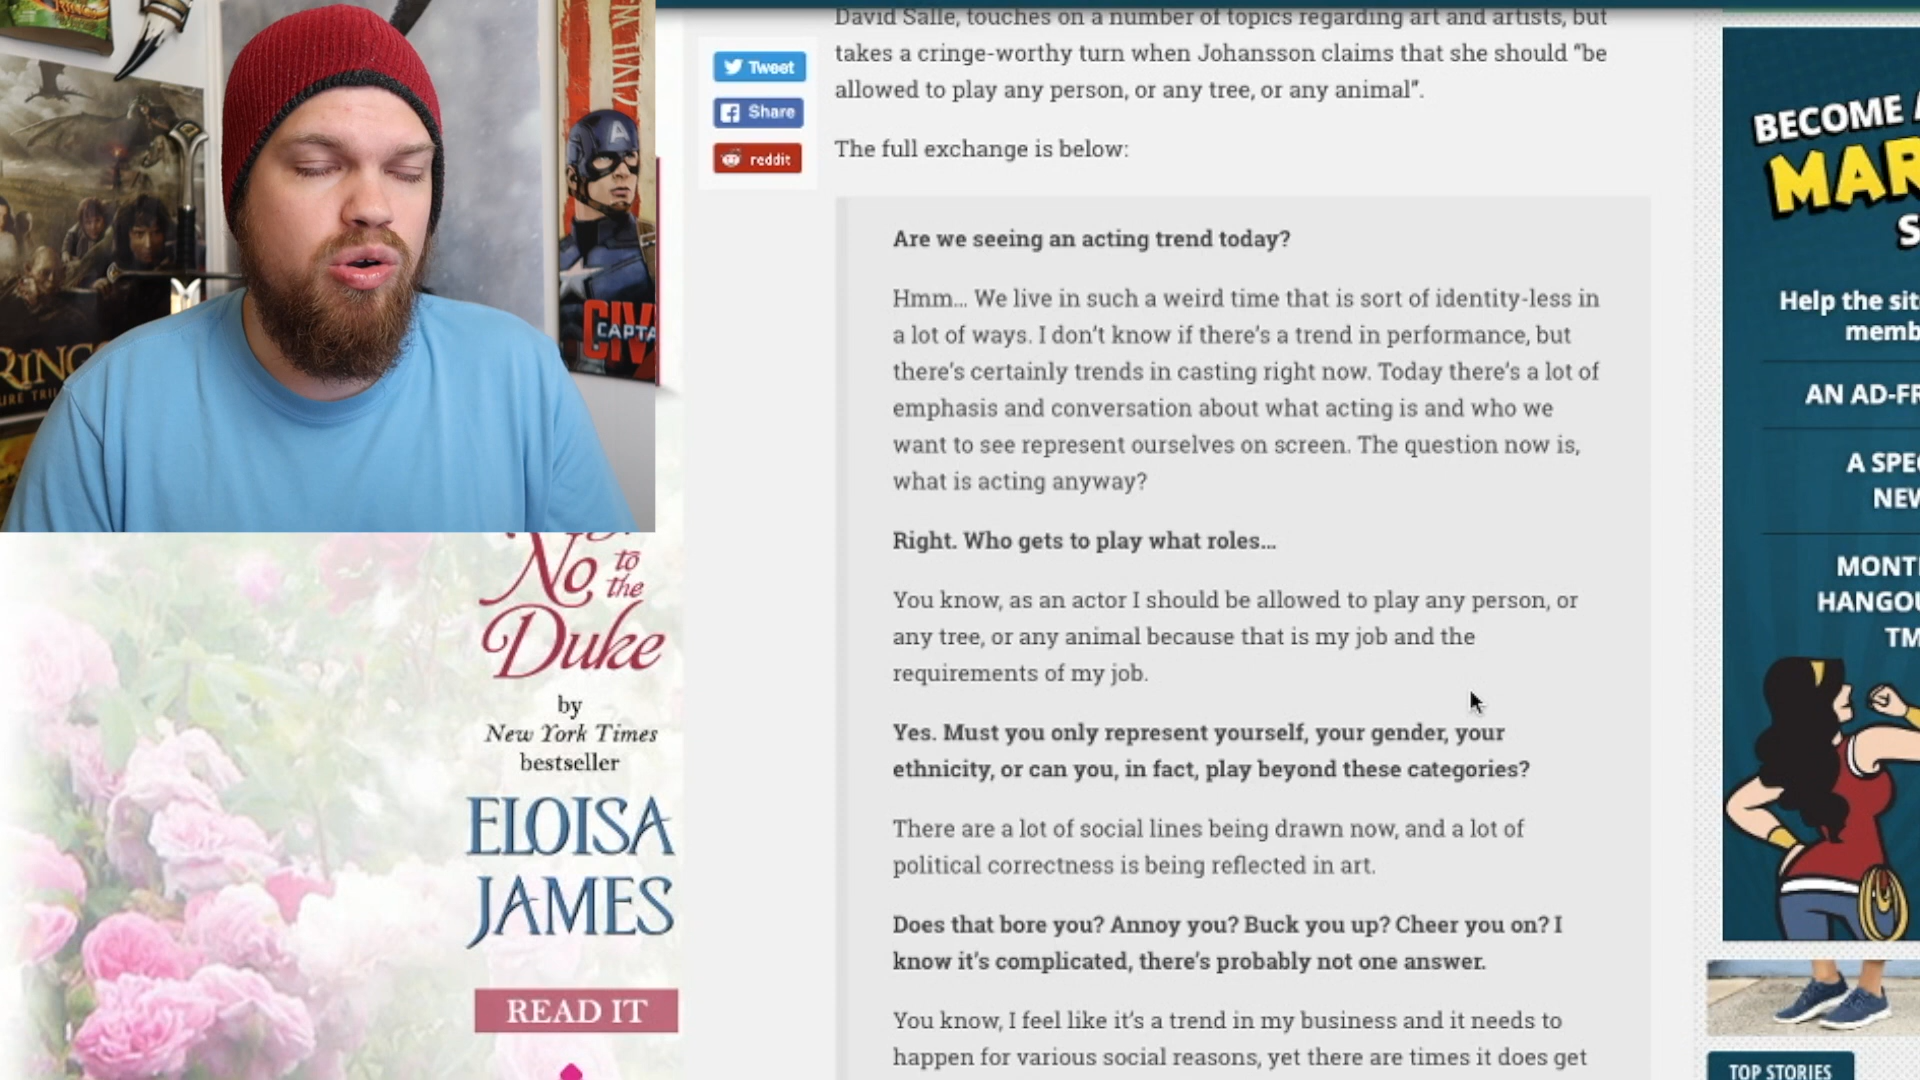 David Salle, touches on a number of topics regarding art and artists, but
takes a cringe-worthy turn when Johansson claims that she should "be
allowed to play any person, or any tree, or any animal".
The full exchange is below:
Tweet
Share
reddit
Are we seeing an acting trend today?
Hmm... We live in such a weird time that is sort of identity-less in
a lot of ways. I don't know if there's a trend in performance, but
there's certainly trends in casting right now. Today there's a lot of
emphasis and conversation about what acting is and who we
want to see represent ourselves on screen. The question now is,
what is acting anyway?
Right. Who gets to play what roles...
You know, as an actor I should be allowed to play any person, or
any tree, or any animal because that is my job and the
requirements of my job.
Yes. Must you only represent yourself, your gender, your
ethnicity, or can you, in fact, play beyond these categories?
There are a lot of social lines being drawn now, and a lot of
political correctness is being reflected in art.
Does that bore you? Annoy you? Buck you up? Cheer you on? I
know it's complicated, there's probably not one answer.
You know, I feel like it's a trend in my business and it needs to
happen for various social reasons, yet there are times it does get
A
CAPTA
CIV
RING
No
to
the
Duke
by
New York Times
bestseller
ELOISA
JAMES
READ IT
BECOME A
MAR
S
Help the sit
memb
AN AD-FR
A SPEC
NEW
MONT
HANGOU
TM
TOP STORIES